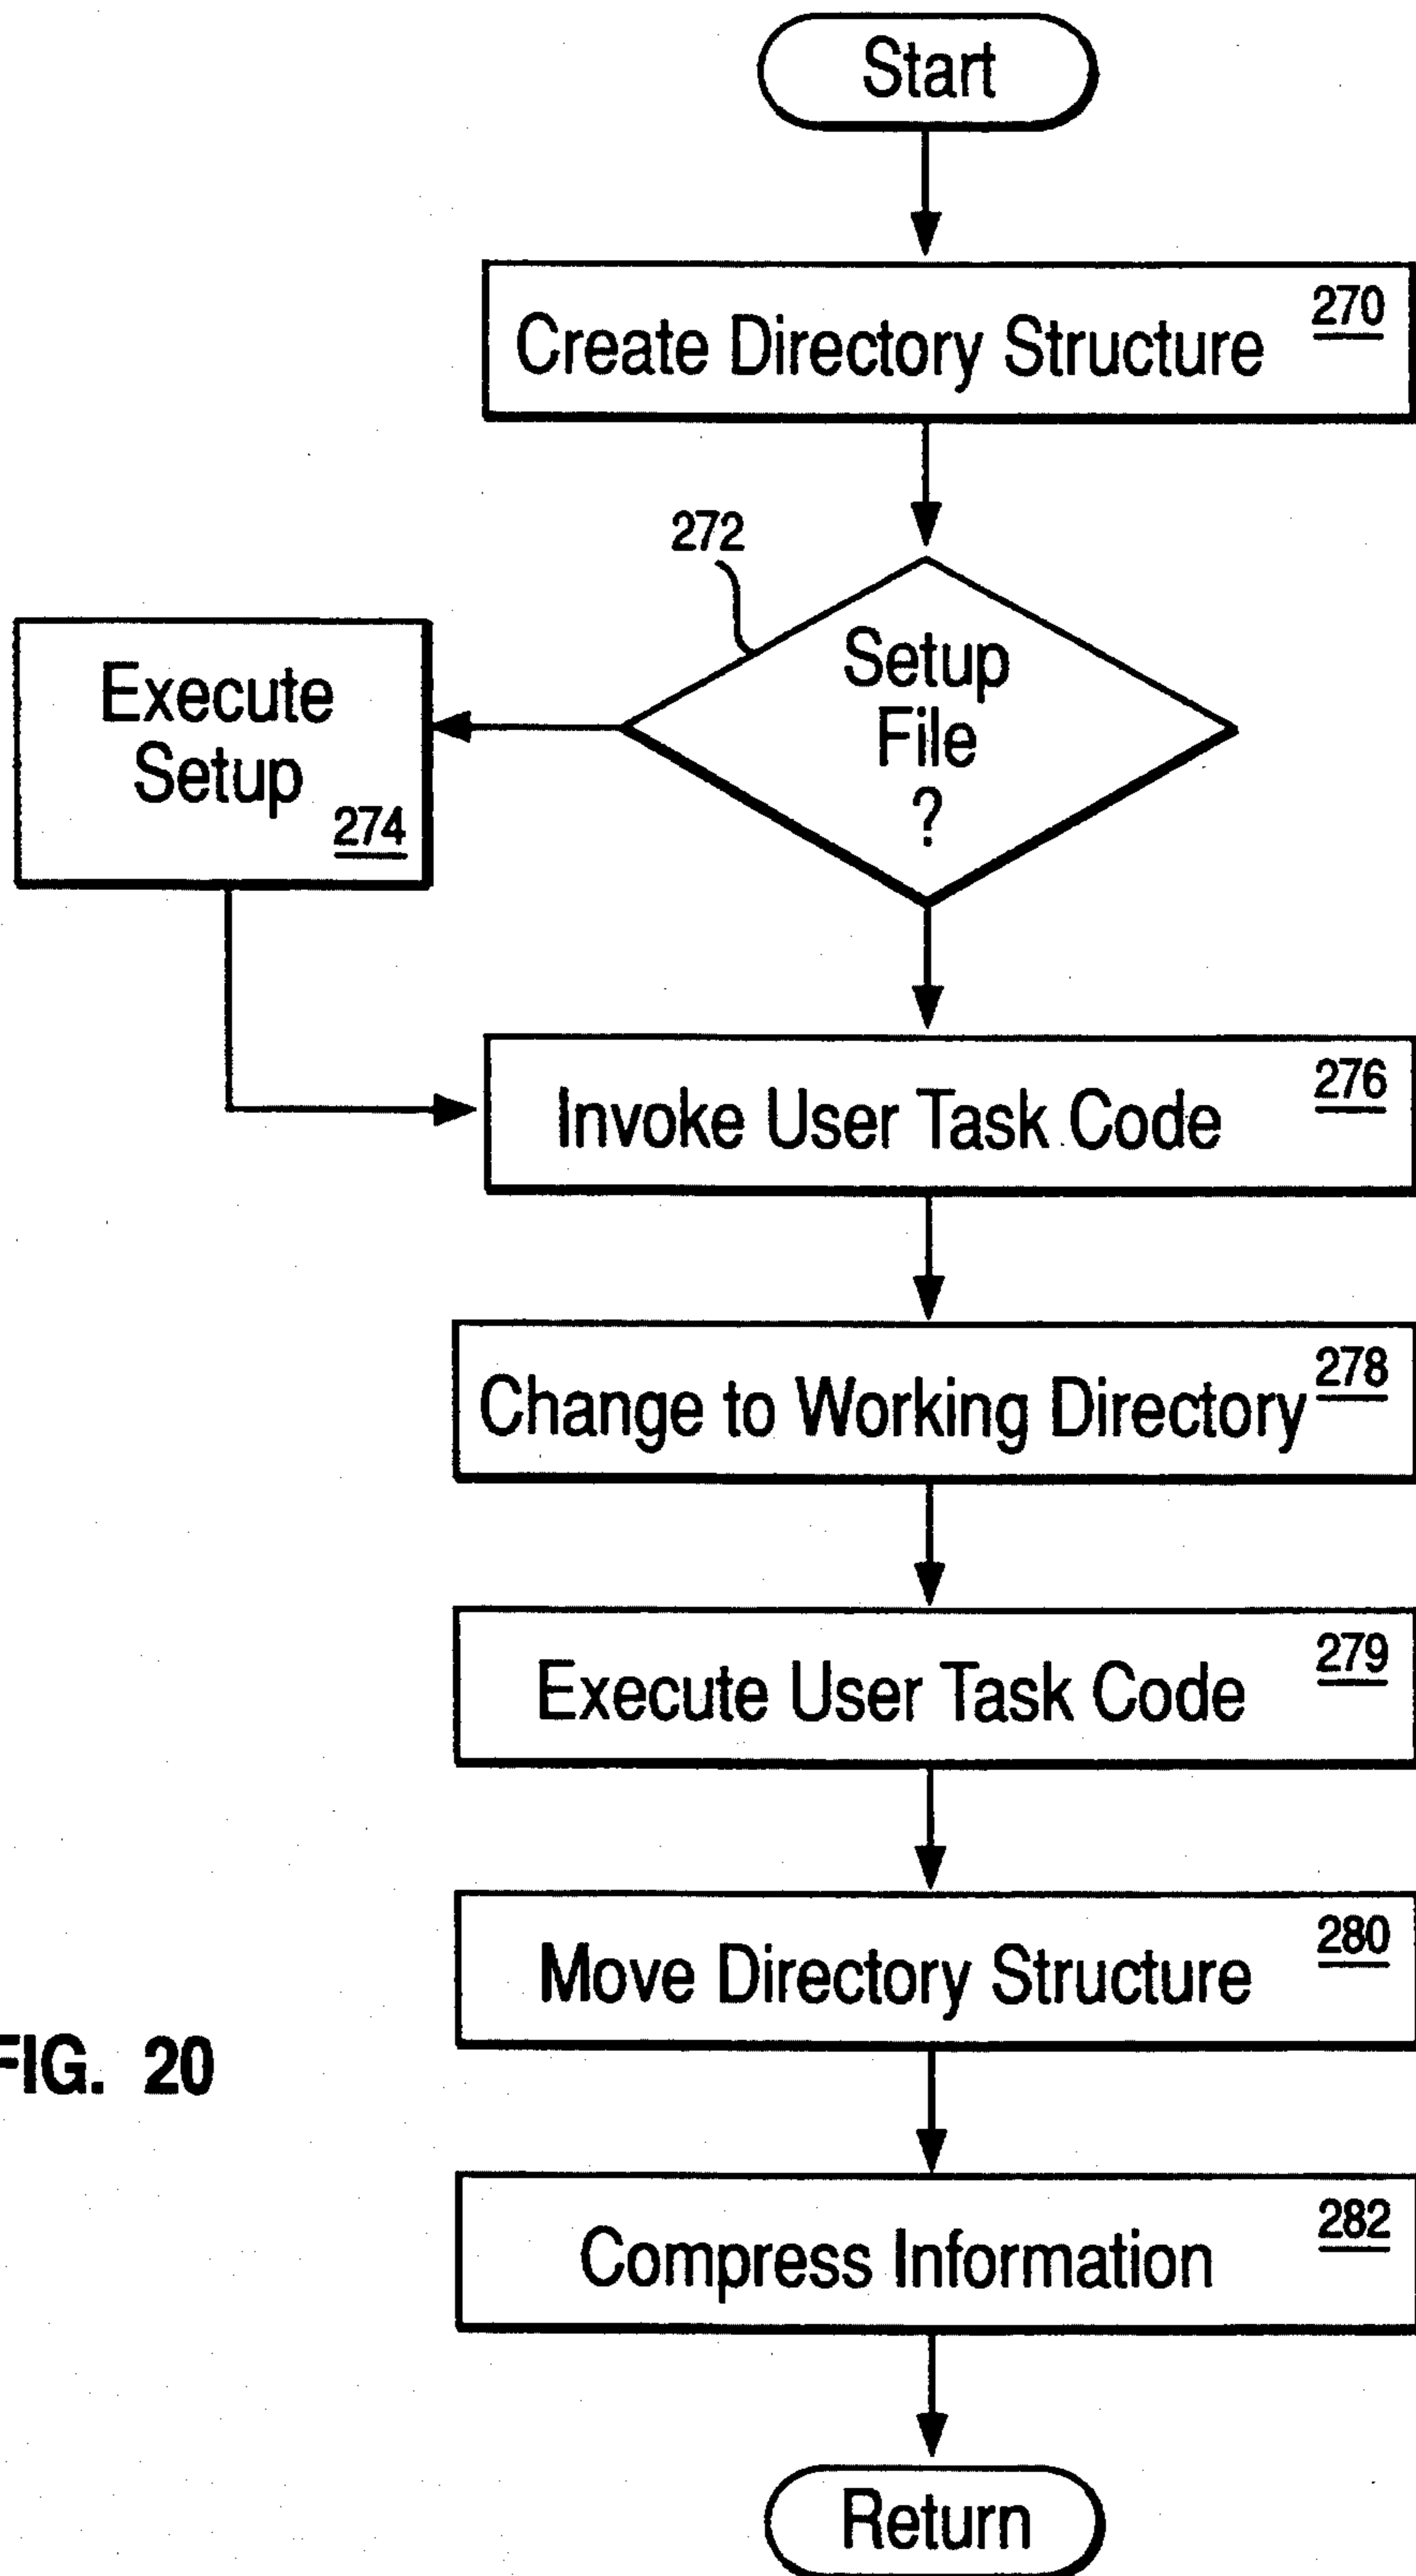 Start
270
Create Directory Structure
272
Setup
File
?
Execute
Setup
274
276
Invoke User Task Code
278
Change to Working Directory
279
Execute User Task Code
280
Move Directory Structure
FIG. 20
282
Compress Information
Return